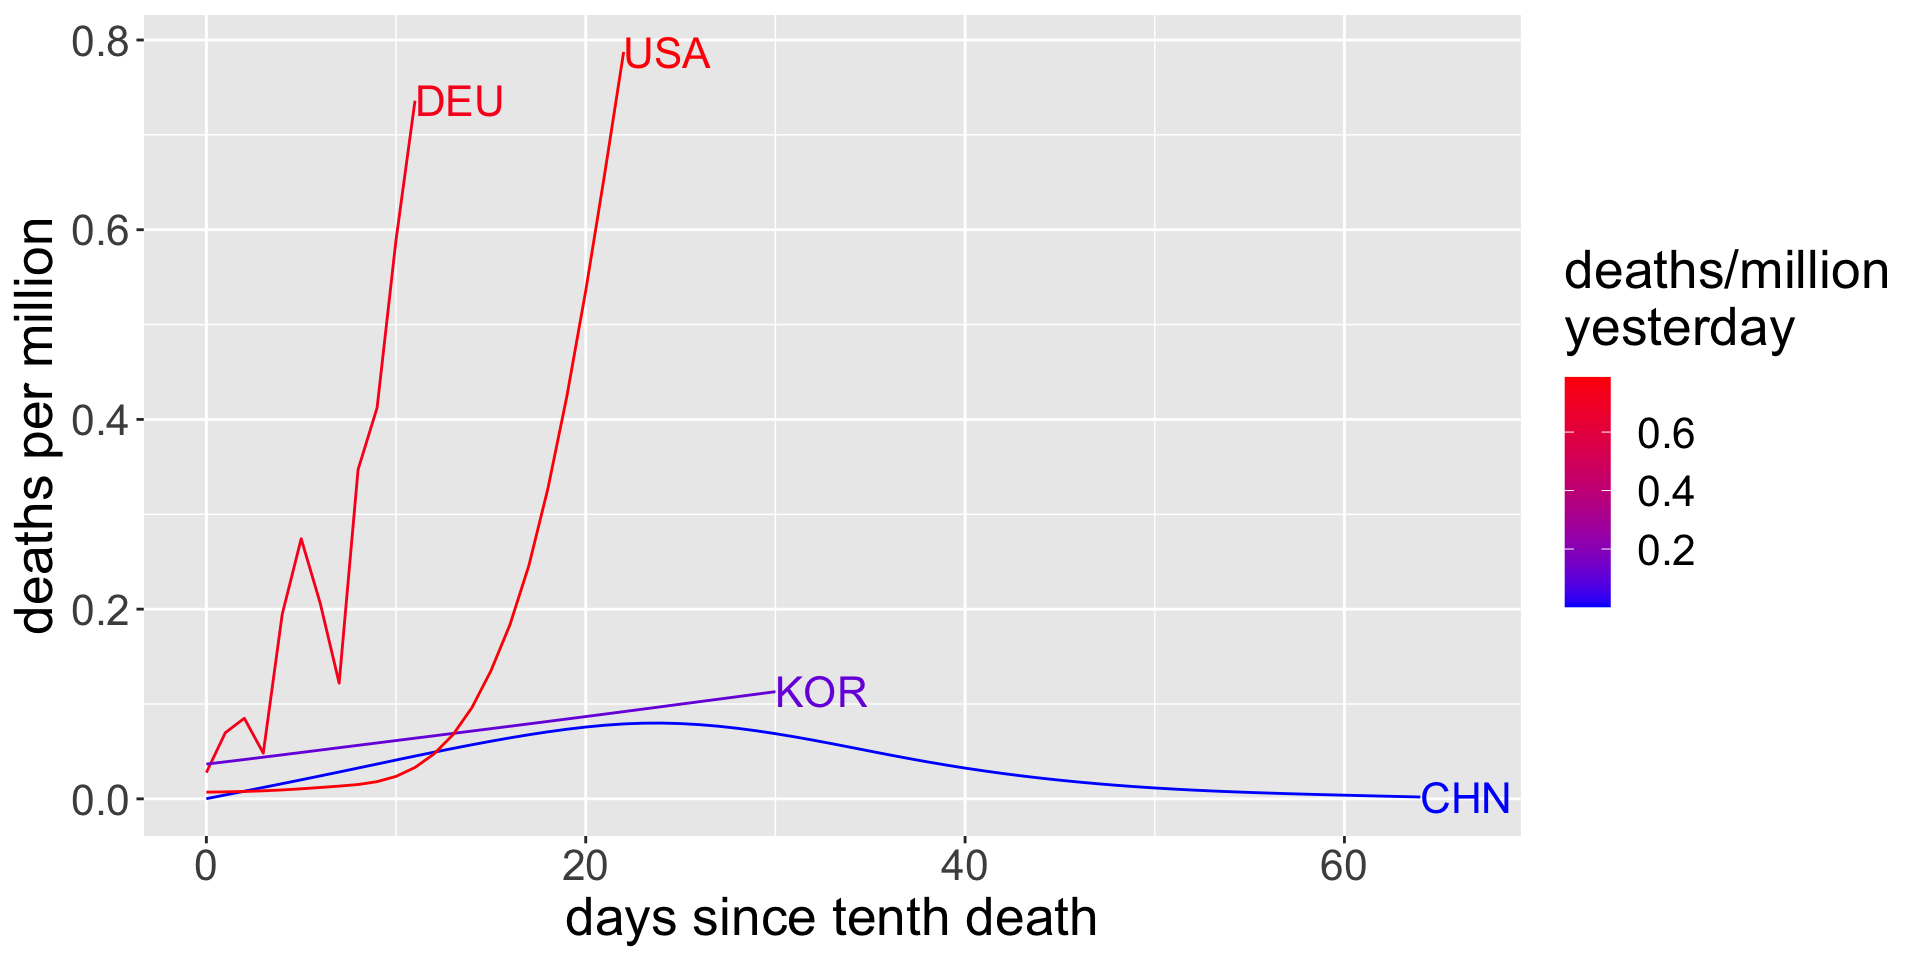 deaths per million
0.8
0.6
0.4
0.2
0.0
USA
DEU
KOR
CHN
0
20
40
60
days since tenth death
deaths/million
yesterday
0.6
0.4
0.2